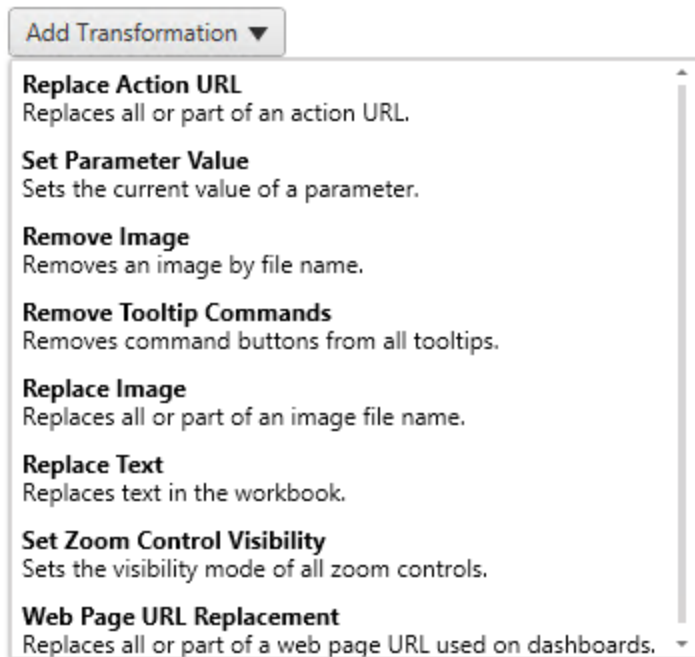 Add Transformation
Replace Action URL
Replaces all or part of an action URL.
Set Parameter Value
Sets the current value of a parameter.
Remove Image
Removes an image by file name.
Remove Tooltip Commands
Removes command buttons from all tooltips.
Replace Image
Replaces all or part of an image file name.
Replace Text
Replaces text in the workbook.
Set Zoom Control Visibility
Sets the visibility mode of all zoom controls.
Web Page URL Replacement
Replaces all or part of a web page URL used on dashboards.